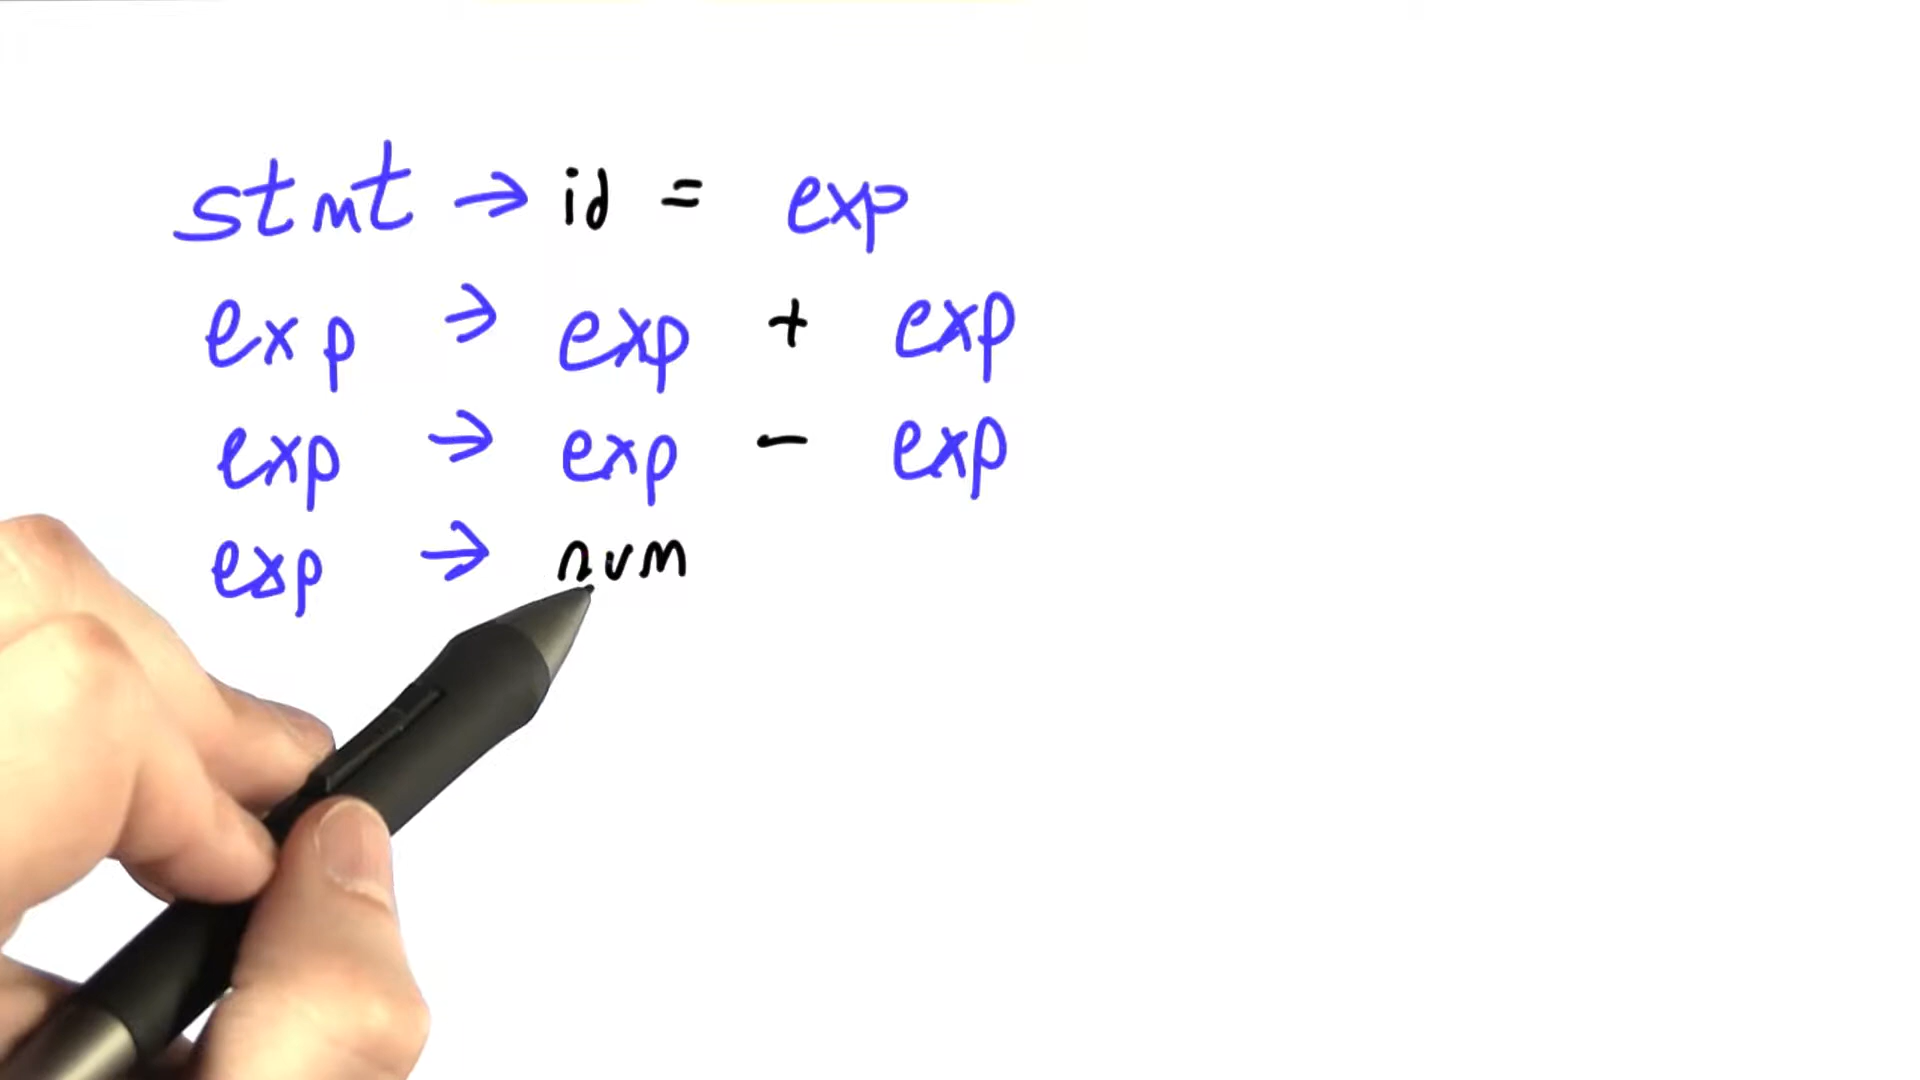 stmt → id = exp
exp → exp + exp
exp → exp - exp
exp → num